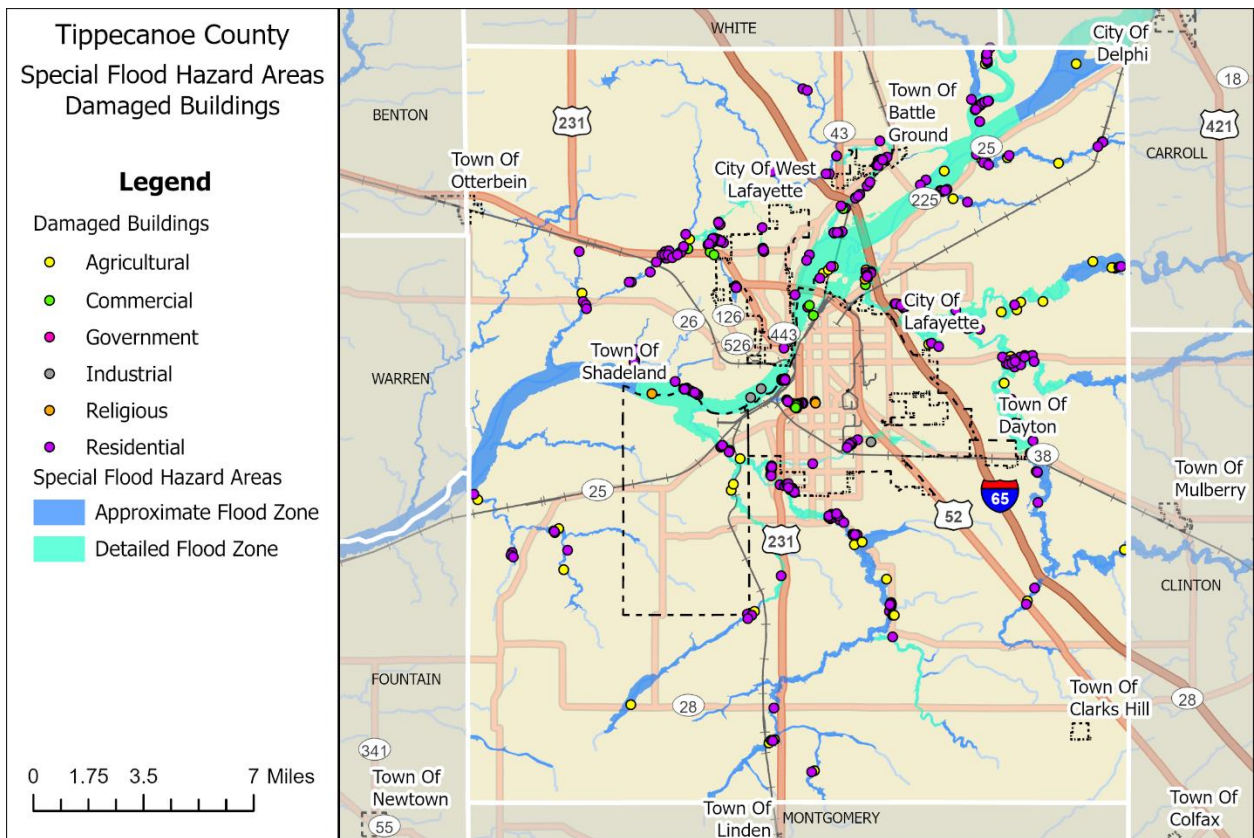 Tippecanoe County
Special Flood Hazard Areas
Damaged Buildings
Legend
Damaged Buildings
Agricultural
Commercial
Government
Industrial
Religious
Residential
Special Flood Hazard Areas
Approximate Flood Zone
Detailed Flood Zone
0 1.75 3.5 7 Miles
WHITE
City Of
Delphi
18
421
CARROLL
BENTON
231
43
Town Of
Battle
Ground
25
Town Of
Otterbein
City Of West
Lafayette
225
126
26
526
443
City Of
Lafayette
Town Of
Shadeland
WARREN
Town Of
Dayton
38
Town Of
Mulberry
25
65
52
231
CLINTON
FOUNTAIN
28
Town Of
Clarks Hill
28
341
Town Of
Newtown
55
Town Of
Linden
MONTGOMERY
Town Of
Colfax